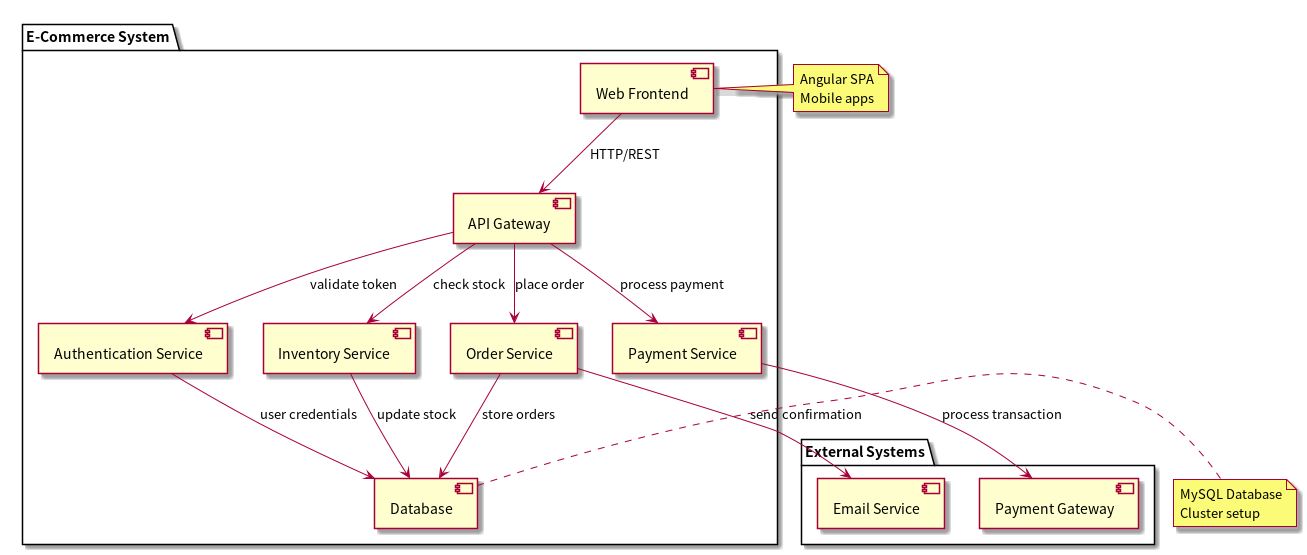 E-Commerce System
Web Frontend
Angular SPA
Mobile apps
HTTP/REST
API Gateway
validate token
check stock
place order
process payment
Authentication Service
Inventory Service
Order Service
Payment Service
user credentials
update stock
store orders
send confirmation
process transaction
External Systems
Database
Email Service
Payment Gateway
MySQL Database
Cluster setup